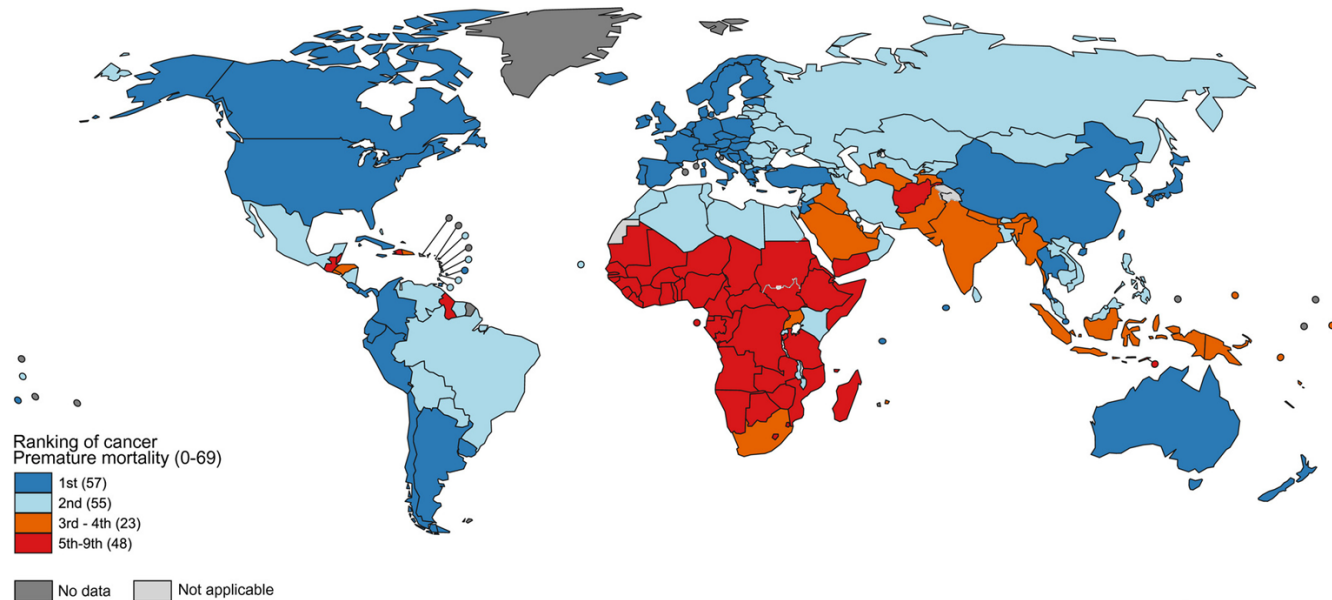 Ranking of cancer
Premature mortality (0-69)
1st (57)
2nd (55)
3rd - 4th (23)
5th-9th (48)
No data
Not applicable